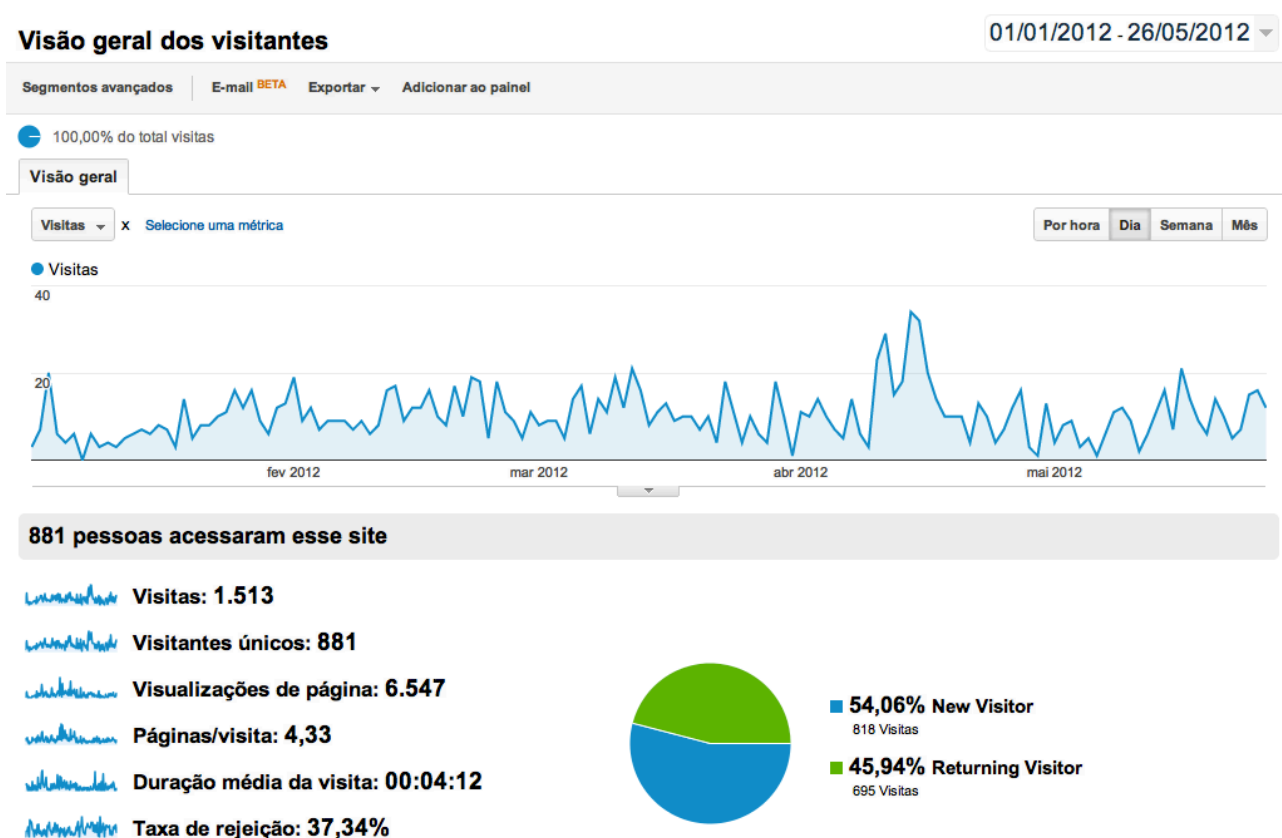 Visão geral dos visitantes
01/01/2012 - 26/05/2012
Segmentos avançados E-mail BETA Exportar Adicionar ao painel
100,00% do total visitas
Visão geral
Visitas x Selecione uma métrica
Por hora Dia Semana Mês
Visitas
40
20
fev 2012 mar 2012 abr 2012 mai 2012
881 pessoas acessaram esse site
Visitas: 1.513
Visitantes únicos: 881
Visualizações de página: 6.547
Páginas/visita: 4,33
Duração média da visita: 00:04:12
Taxa de rejeição: 37,34%
54,06% New Visitor
818 Visitas
45,94% Returning Visitor
695 Visitas